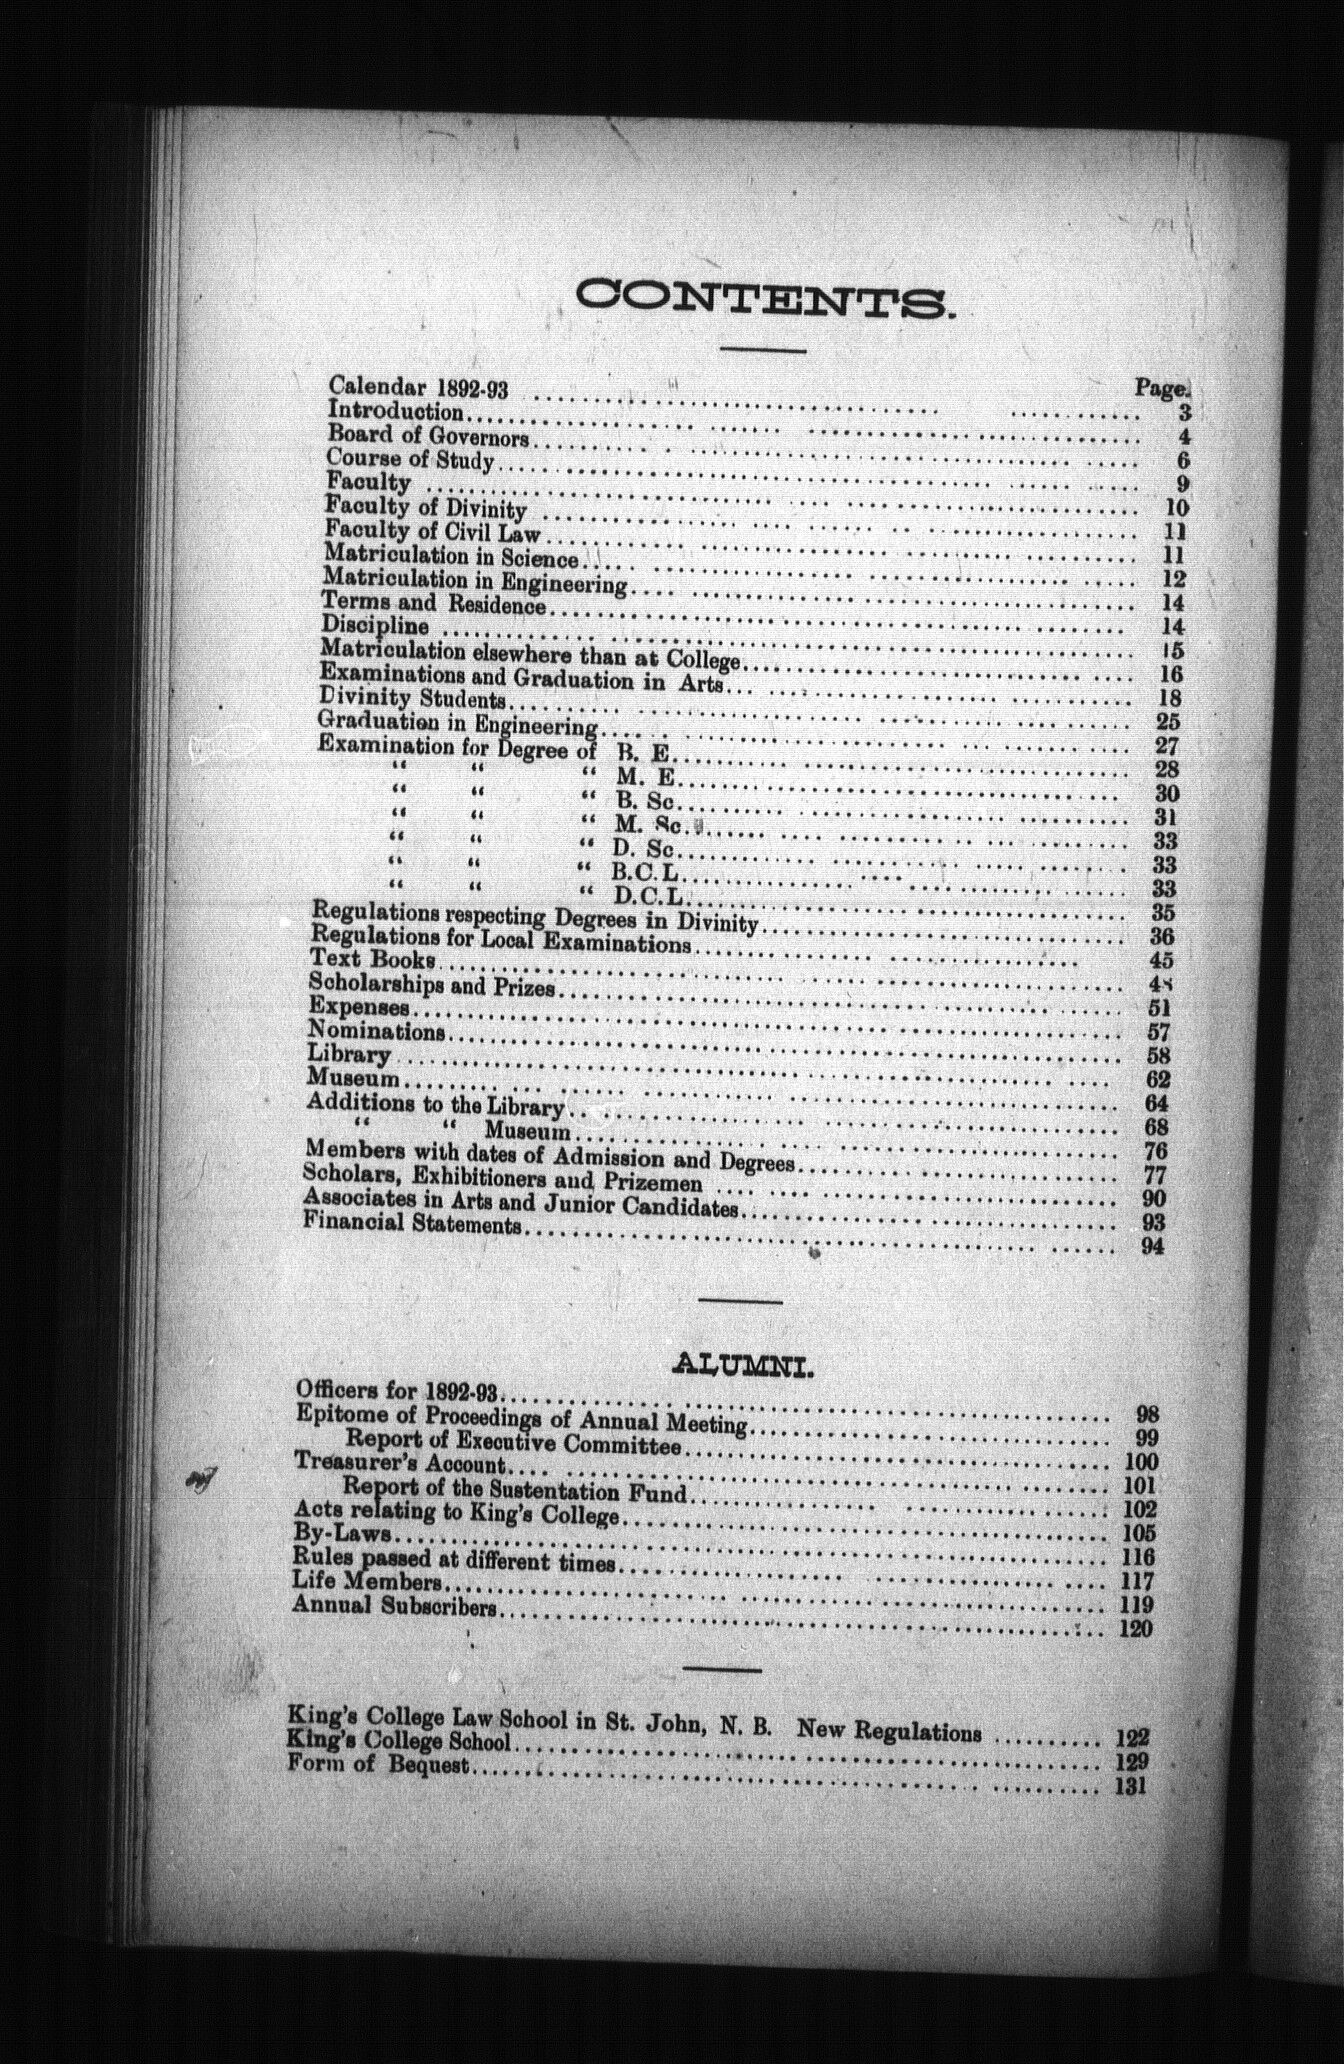 CONTENTS.
Page.
Calendar 1892-93 ........ 3
Introduction ........ 4
Board of Governors ........ 6
Course of Study ........ 9
Faculty ........ 10
Faculty of Divinity ........ 11
Faculty of Civil Law ........ 11
Matriculation in Science ........ 12
Matriculation in Engineering ........ 14
Terms and Residence ........ 14
Discipline ........ 15
Matriculation elsewhere than at College ........ 16
Examinations and Graduation in Arts ........ 18
Divinity Students ........ 25
Graduation in Engineering ........ 27
Examination for Degree of B. E. ........ 28
" " " M. E. ........ 30
" " " B. Sc. ........ 31
" " " M. Sc. ........ 33
" " " D. Sc. ........ 33
" " " B.C.L. ........ 33
" " " D.C.L. ........ 35
Regulations respecting Degrees in Divinity ........ 36
Regulations for Local Examinations ........ 45
Text Books ........ 48
Scholarships and Prizes ........ 51
Expenses ........ 57
Nominations ........ 58
Library ........ 62
Museum ........ 64
Additions to the Library ........ 68
" " Museum ........ 76
Members with dates of Admission and Degrees ........ 77
Scholars, Exhibitioners and Prizemen ........ 90
Associates in Arts and Junior Candidates ........ 93
Financial Statements ........ 94
ALUMNI.
Officers for 1892-93 ........ 98
Epitome of Proceedings of Annual Meeting ........ 99
Report of Executive Committee ........ 100
Treasurer's Account ........ 101
Report of the Sustentation Fund ........ 102
Acts relating to King's College ........ 105
By-Laws ........ 116
Rules passed at different times ........ 117
Life Members ........ 119
Annual Subscribers ........ 120
King's College Law School in St. John, N. B. New Regulations ........ 122
King's College School ........ 129
Form of Bequest ........ 131